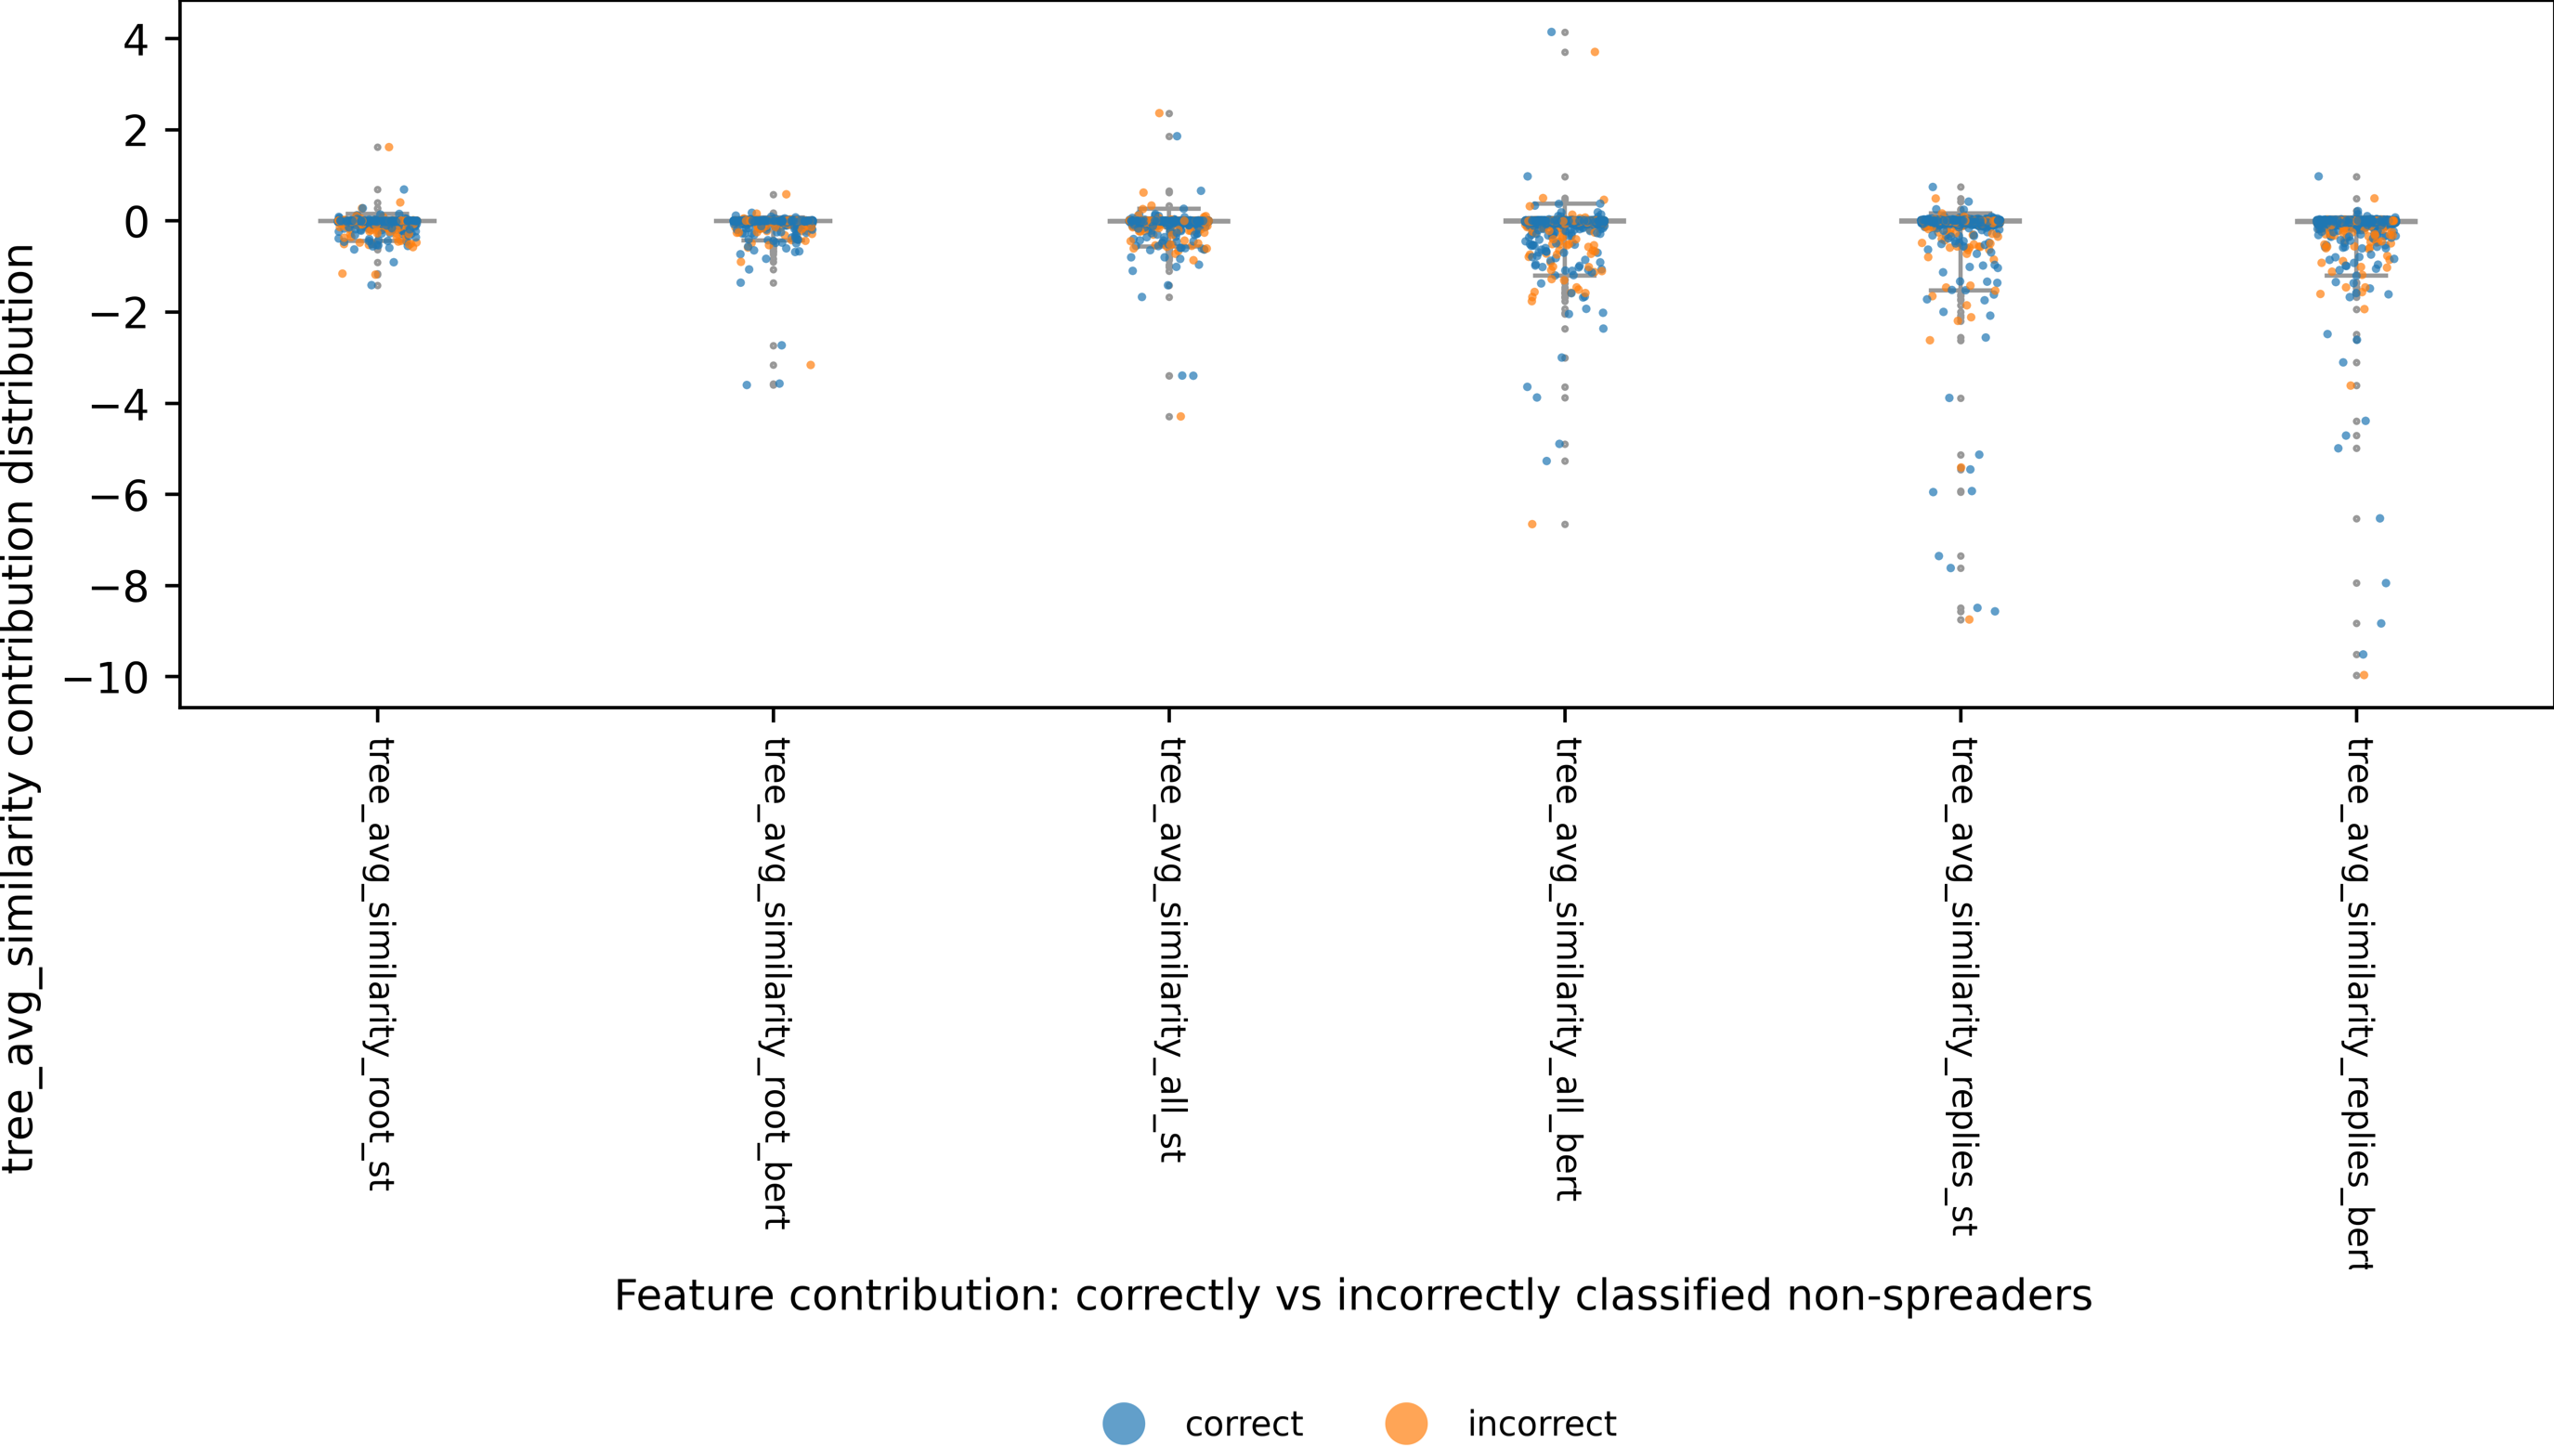 4
2
0
−2
−4
−6
−8
−10
tree_avg_similarity contribution distribution
tree_avg_similarity_root_st
tree_avg_similarity_root_bert
tree_avg_similarity_all_st
tree_avg_similarity_all_bert
tree_avg_similarity_replies_st
tree_avg_similarity_replies_bert
Feature contribution: correctly vs incorrectly classified non-spreaders
correct
incorrect